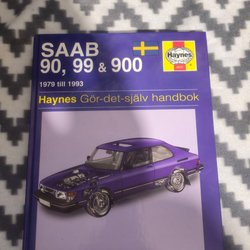 SAAB
90, 99 & 900
1979 till 1993
Haynes
Haynes Gör-det-själv handbok